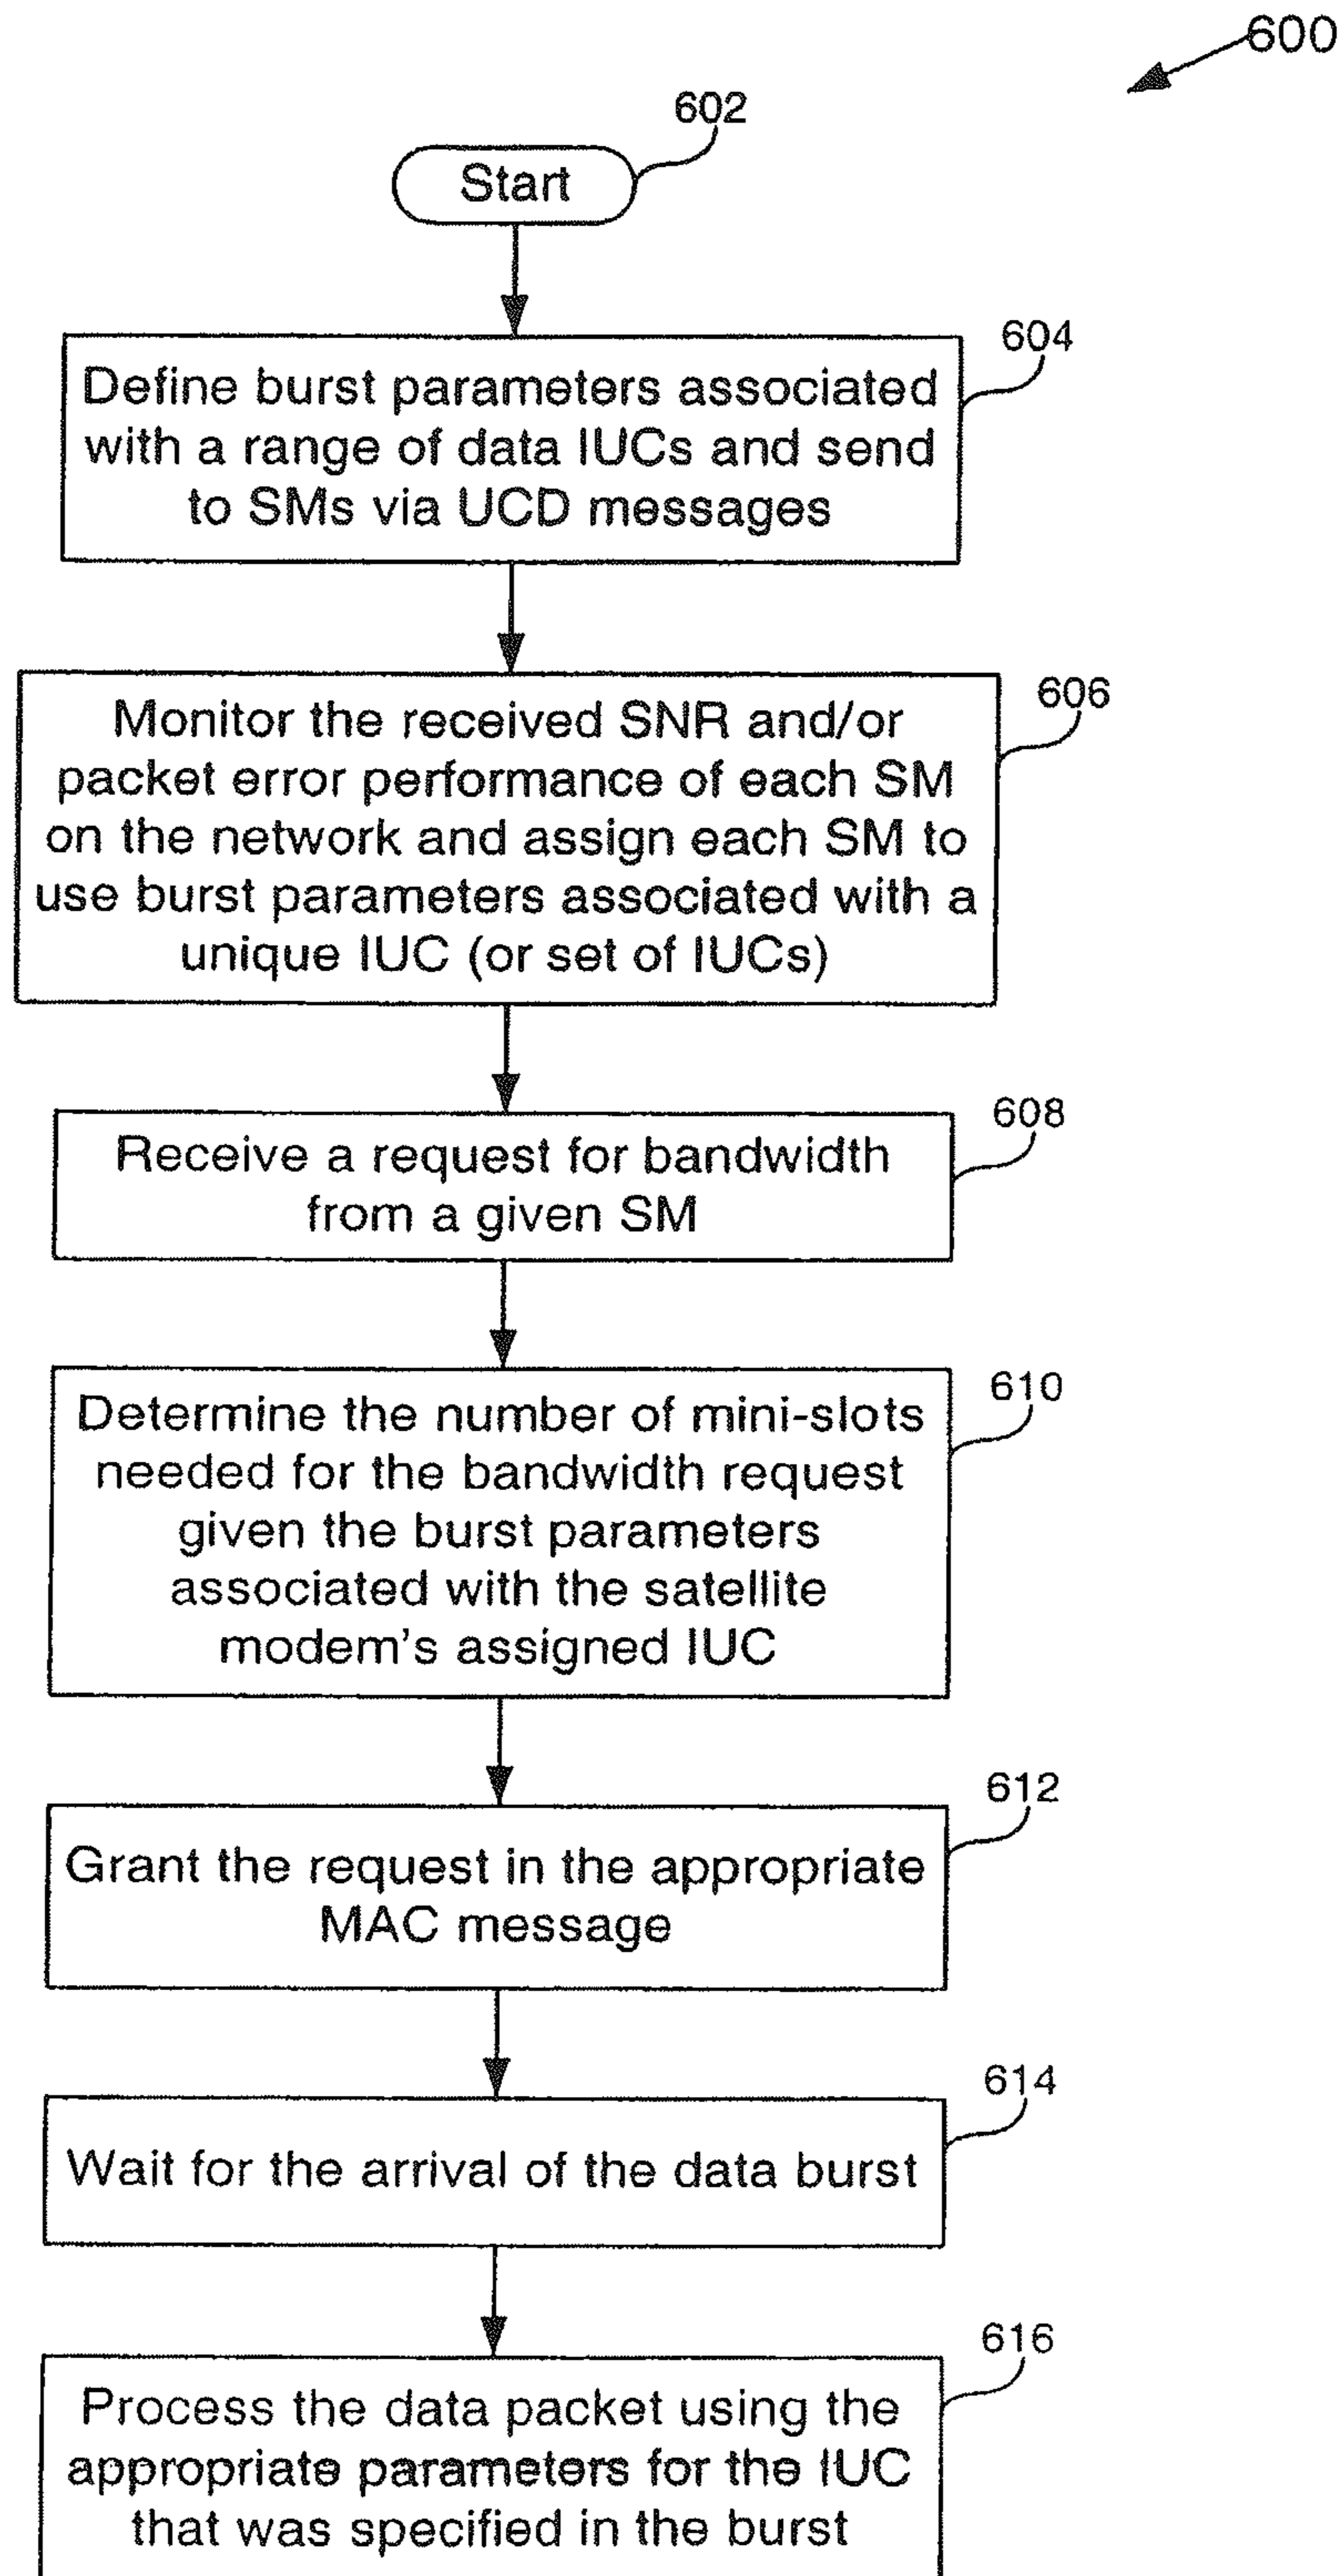 600
602
Start
604
Define burst parameters associated
with a range of data IUCs and send
to SMs via UCD messages
606
Monitor the received SNR and/or
packet error performance of each SM
on the network and assign each SM to
use burst parameters associated with a
unique IUC (or set of IUCs)
608
Receive a request for bandwidth
from a given SM
610
Determine the number of mini-slots
needed for the bandwidth request
given the burst parameters
associated with the satellite
modem's assigned IUC
612
Grant the request in the appropriate
MAC message
614
Wait for the arrival of the data burst
616
Process the data packet using the
appropriate parameters for the IUC
that was specified in the burst